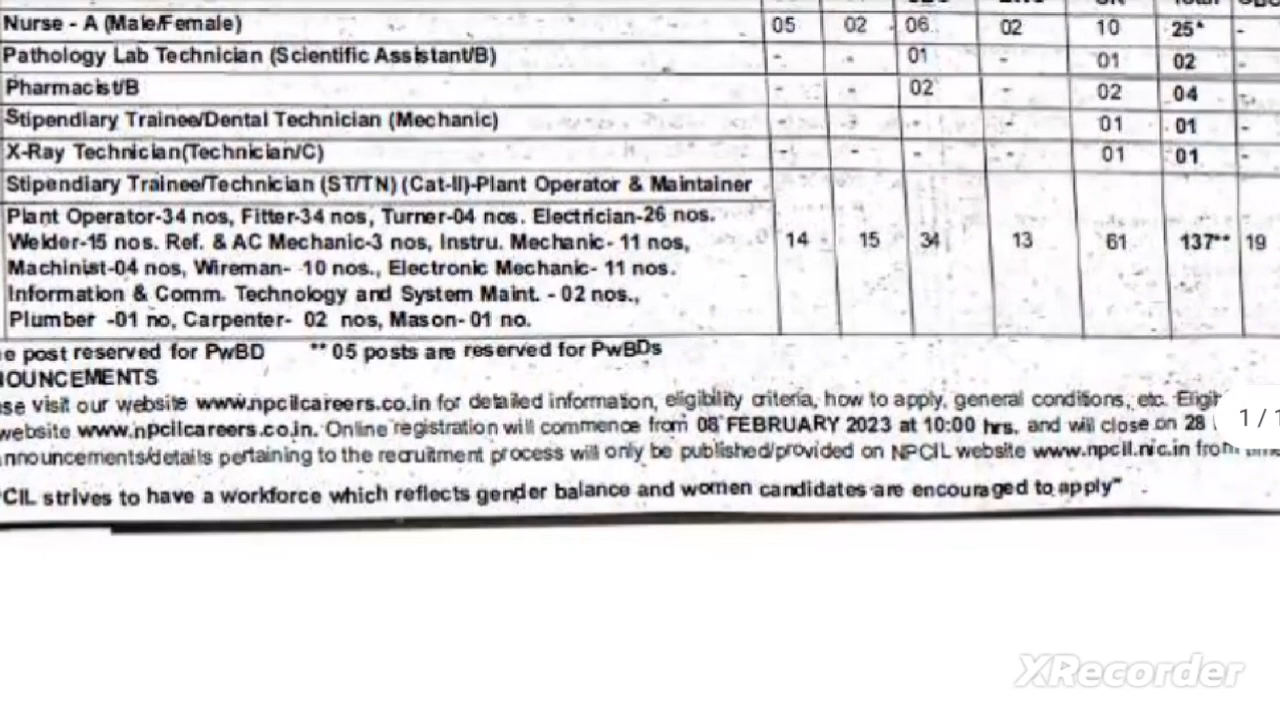 Nurse - A (Male/Female) 05 02 06 02 10 25* -
Pathology Lab Technician (Scientific Assistant/B) - - 01 - 01 02 -
Pharmacist/B - - 02 - 02 04 -
Stipendiary Trainee/Dental Technician (Mechanic) - - - - 01 01 -
X-Ray Technician(Technician/C) - - - - 01 01 -
Stipendiary Trainee/Technician (ST/TN) (Cat-II)-Plant Operator & Maintainer
Plant Operator-34 nos, Fitter-34 nos, Turner-04 nos. Electrician-26 nos.
Welder-15 nos. Ref. & AC Mechanic-3 nos, Instru. Mechanic- 11 nos, 14 15 34 13 61 137** 19
Machinist-04 nos, Wireman- 10 nos., Electronic Mechanic- 11 nos.
Information & Comm. Technology and System Maint. - 02 nos.,
Plumber -01 no, Carpenter- 02 nos, Mason- 01 no.
e post reserved for PwBD ** 05 posts are reserved for PwBDs
OUNCEMENTS
se visit our website www.npcilcareers.co.in for detailed information, eligibility criteria, how to apply, general conditions, etc. Eligi
website www.npcilcareers.co.in. Online registration will commence from 08 FEBRUARY 2023 at 10:00 hrs. and will close on 28
1 / 1
nnouncements/details pertaining to the recruitment process will only be published/provided on NPCIL website www.npcil.nic.in from
CIL strives to have a workforce which reflects gender balance and women candidates are encouraged to apply"
XRecorder